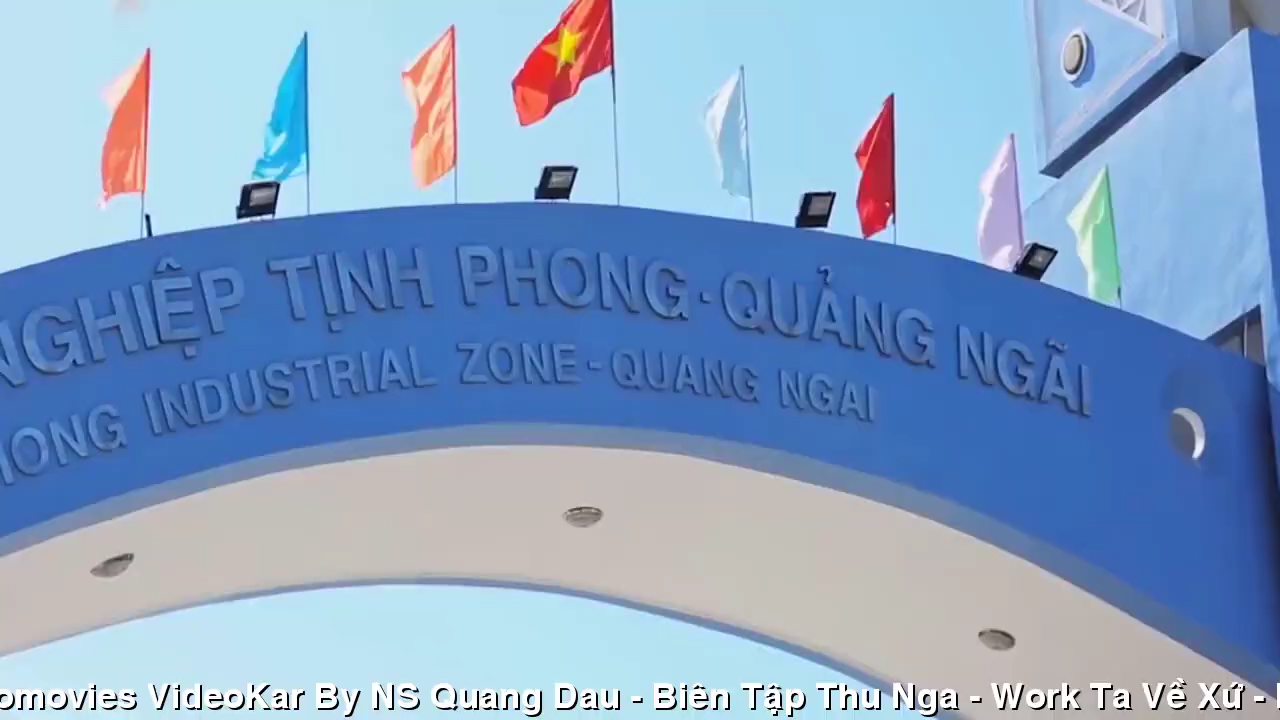 NGHIỆP TỊNH PHONG - QUẢNG NGÃI
INDUSTRIAL ZONE - QUANG NGAI
omovies VideoKar By NS Quang Dau - Biên Tập Thu Nga - Work Ta Về Xứ -